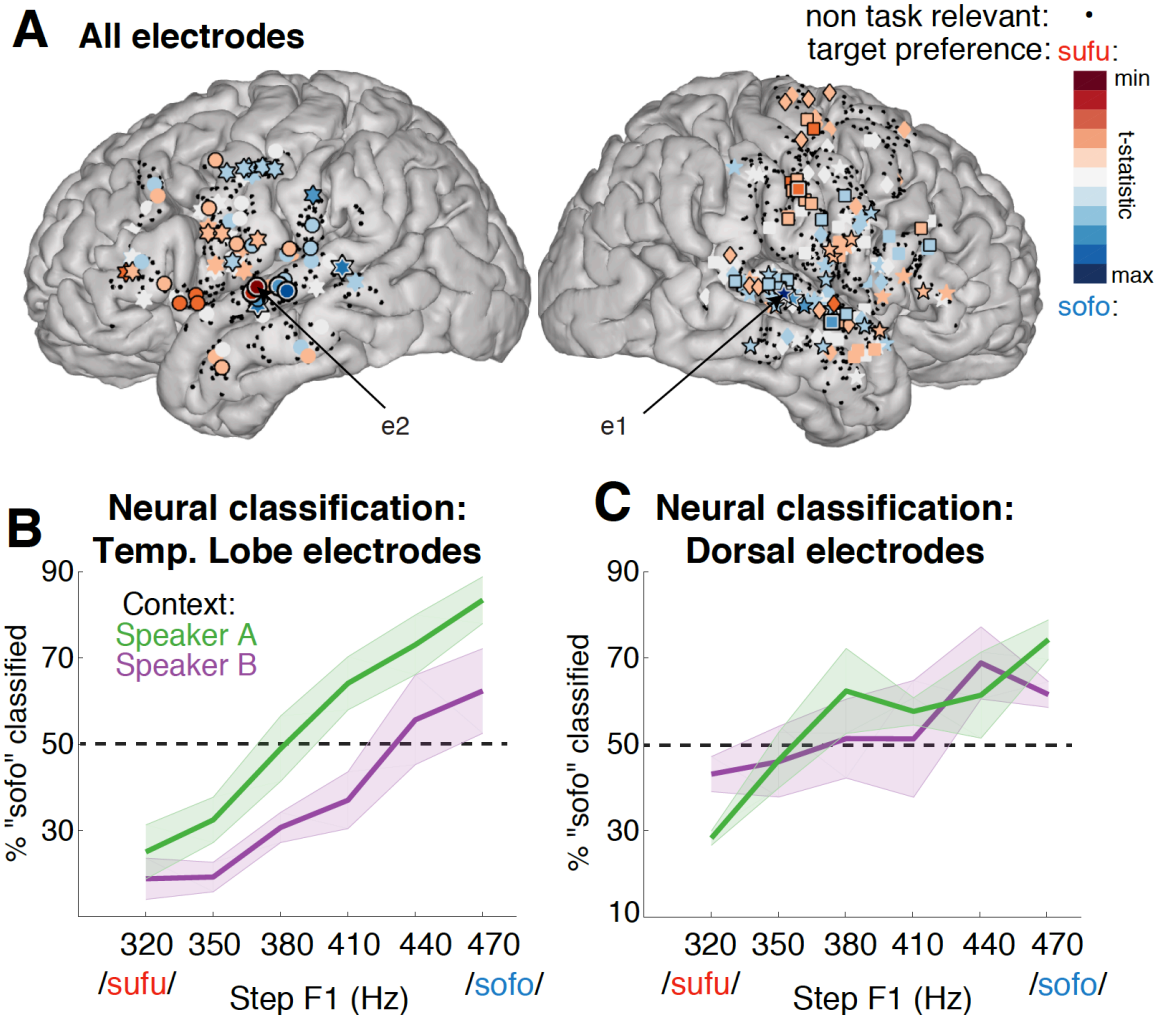 A All electrodes
non task relevant: •
target preference: sufu:
min
t-statistic
max
sofo:
e2
e1
B Neural classification:
Temp. Lobe electrodes
90
70
50
30
% "sofo" classified
Context:
Speaker A
Speaker B
320 350 380 410 440 470
/sufu/ /sofo/
Step F1 (Hz)
C Neural classification:
Dorsal electrodes
90
70
50
30
10
% "sofo" classified
320 350 380 410 440 470
/sufu/ /sofo/
Step F1 (Hz)